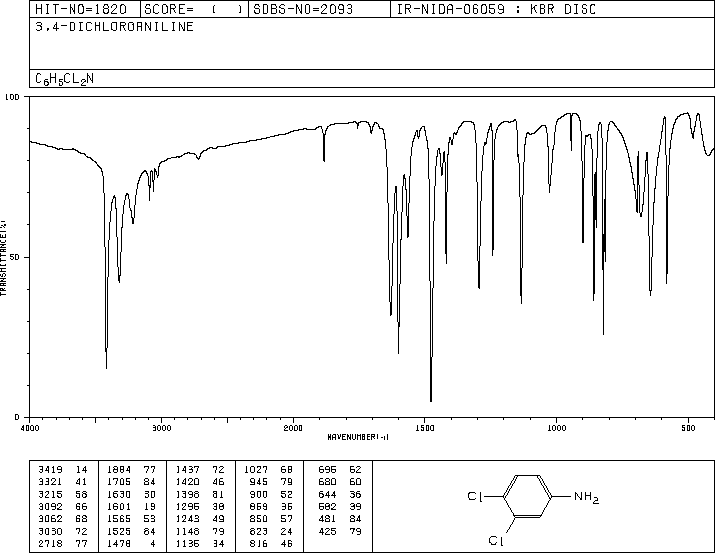 HIT-NO=1820 SCORE= ( ) SDBS-NO=2093 IR-NIDA-06059 : KBR DISC
3,4-DICHLOROANILINE
C6H5CL2N
100
50
0
TRANSMITTANCE(%)
4000 3000 2000 1500 1000 500
WAVENUMBER(-1)
3419 14 1884 77 1437 72 1027 68 695 62
3321 41 1705 84 1420 46 945 79 680 60
3215 58 1630 30 1398 81 900 52 644 36
3092 66 1601 19 1295 38 859 35 582 39
3062 68 1565 53 1243 49 850 57 481 84
3030 72 1525 84 1148 79 823 24 425 79
2718 77 1478 4 1135 34 816 46
Cl
NH2
Cl